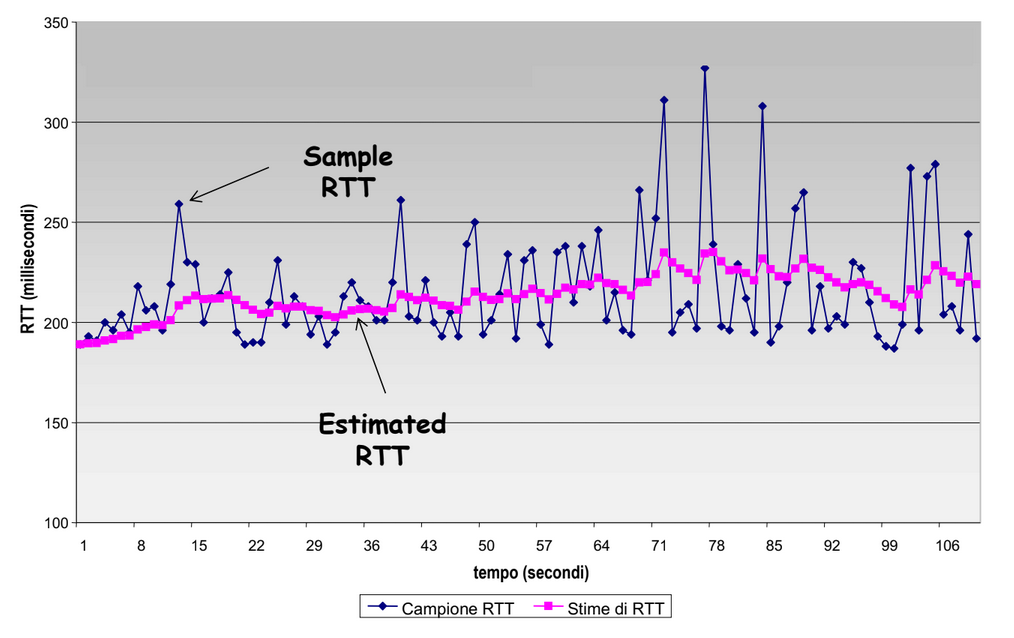 350
300
250
200
150
100
RTT (millisecondi)
Sample
RTT
Estimated
RTT
1 8 15 22 29 36 43 50 57 64 71 78 85 92 99 106
tempo (secondi)
Campione RTT Stime di RTT